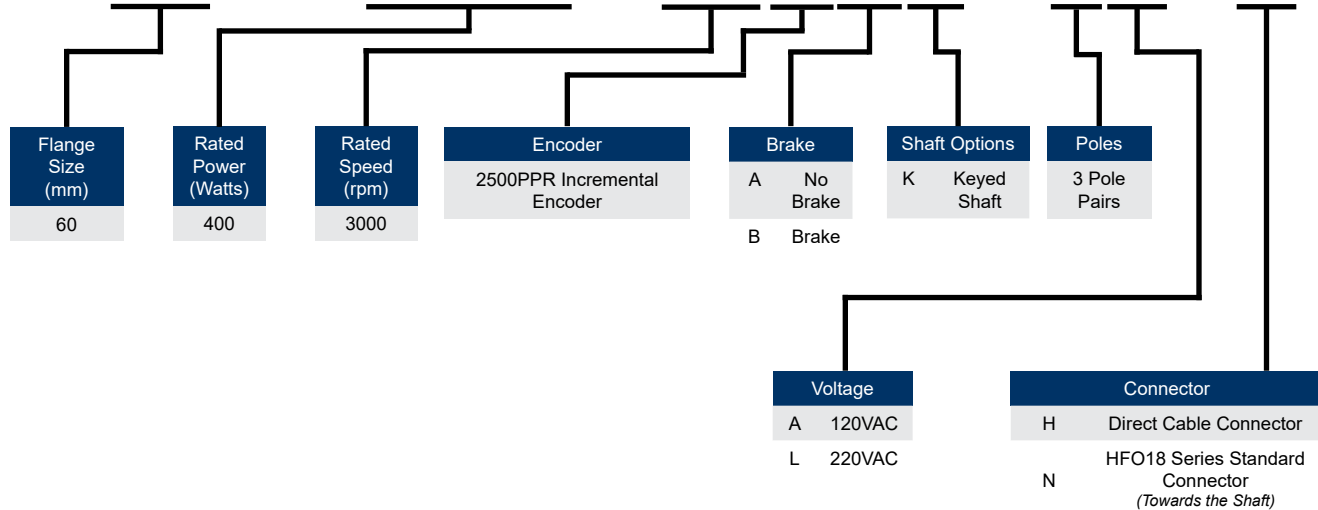 Flange
Size
(mm)
60
Rated
Power
(Watts)
400
Rated
Speed
(rpm)
3000
Encoder
2500PPR Incremental
Encoder
Brake
A No
Brake
B Brake
Shaft Options
K Keyed
Shaft
Poles
3 Pole
Pairs
Voltage
A 120VAC
L 220VAC
Connector
H Direct Cable Connector
N HFO18 Series Standard
Connector
(Towards the Shaft)